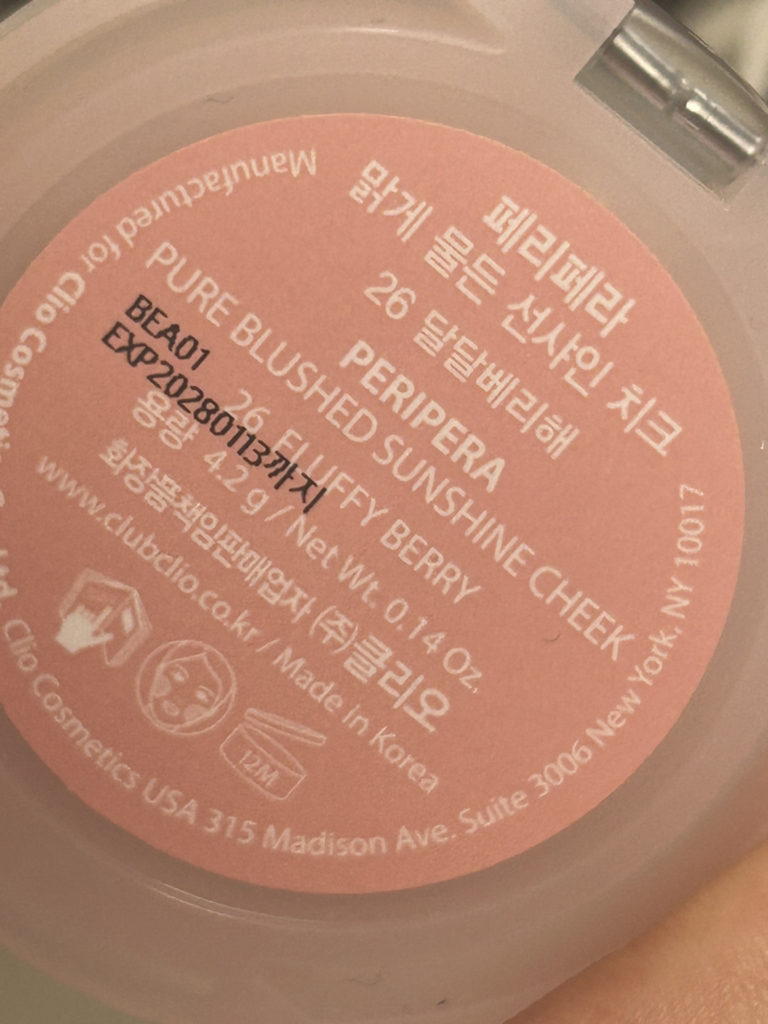 페리페라
맑게 물든 선샤인 치크
26 달달베리해
PERIPERA
PURE BLUSHED SUNSHINE CHEEK
26 FLUFFY BERRY
BEA01
EXP20280113까지
용량 4.2 g / Net Wt. 0.14 Oz.
화장품책임판매업자 (주)클리오
www.clubclio.co.kr / Made in Korea
12M
Manufactured for Clio Cosmetic
Clio Cosmetics USA 315 Madison Ave. Suite 3006 New York, NY 10017